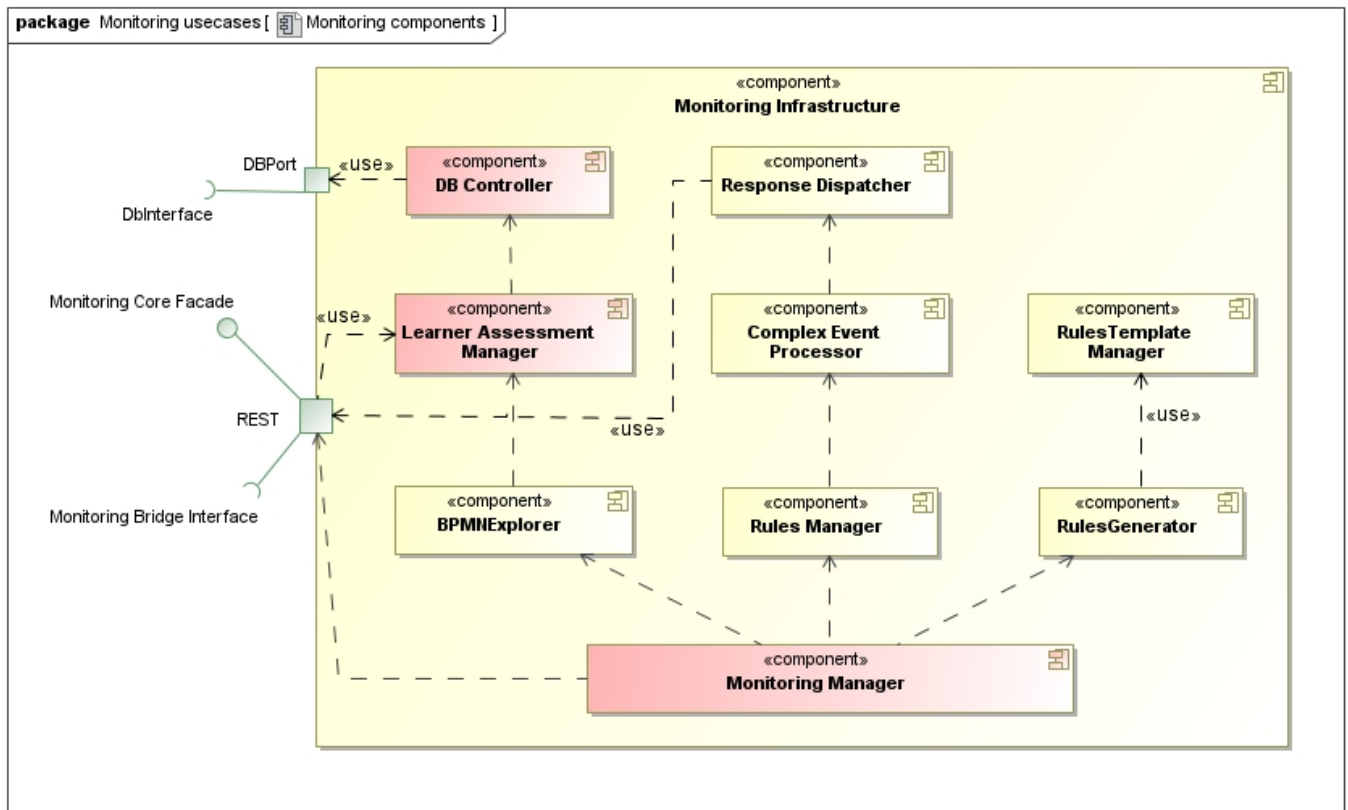 package Monitoring usecases [ Monitoring components ]
«component»
Monitoring Infrastructure
DBPort
«use»
«component»
DB Controller
«component»
Response Dispatcher
DbInterface
Monitoring Core Facade
«use»
«component»
Learner Assessment
Manager
«component»
Complex Event
Processor
«component»
RulesTemplate
Manager
REST
«use»
«use»
Monitoring Bridge Interface
«component»
BPMNExplorer
«component»
Rules Manager
«component»
RulesGenerator
«component»
Monitoring Manager